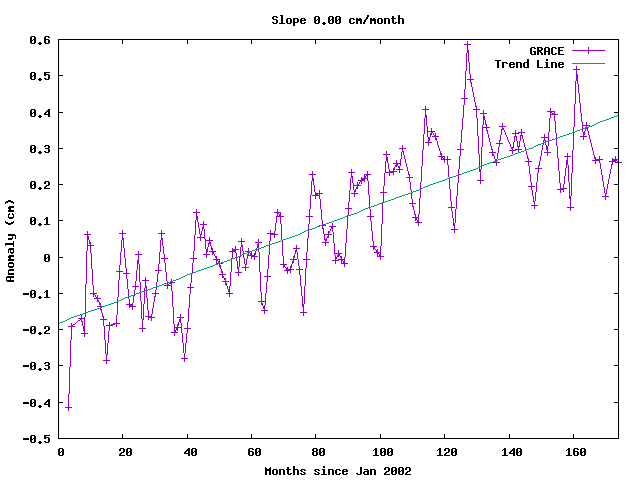 Slope 0.00 cm/month
GRACE
Trend Line
0.6
0.5
0.4
0.3
0.2
0.1
0
-0.1
-0.2
-0.3
-0.4
-0.5
Anomaly (cm)
0 20 40 60 80 100 120 140 160
Months since Jan 2002